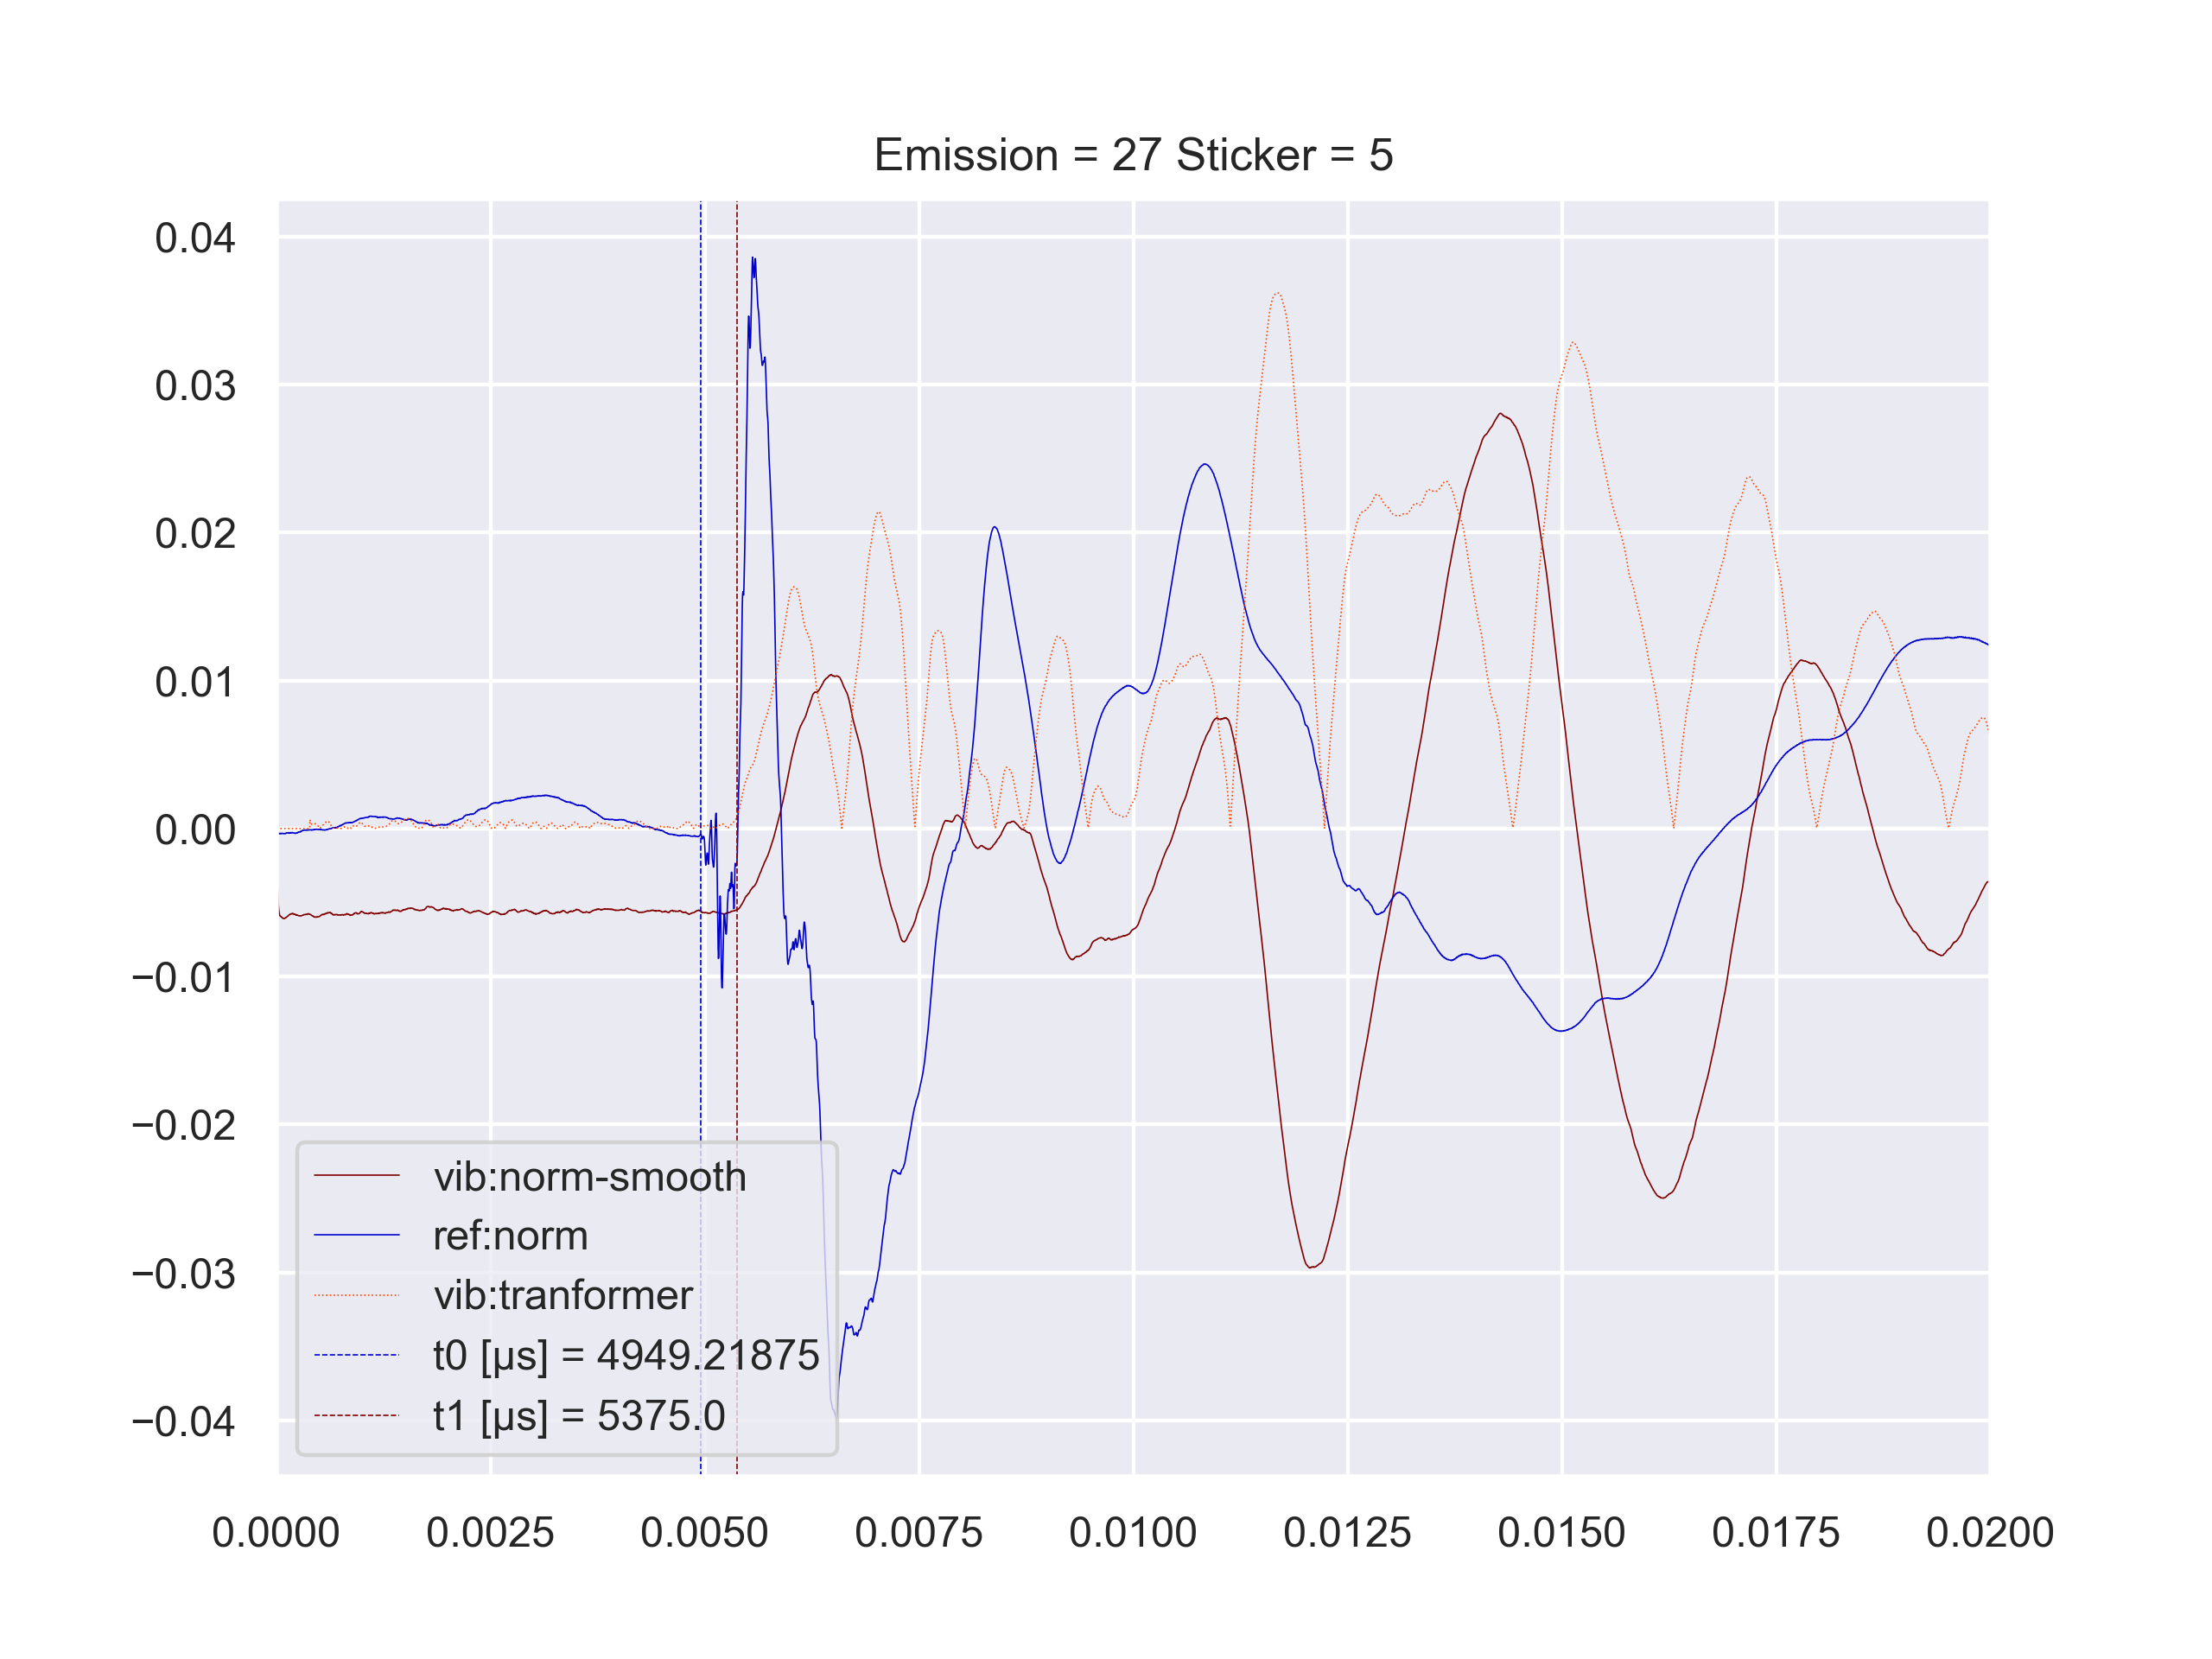 Emission = 27 Sticker = 5
0.04
0.03
0.02
0.01
0.00
−0.01
−0.02
−0.03
−0.04
vib:norm-smooth
ref:norm
vib:tranformer
t0 [µs] = 4949.21875
t1 [µs] = 5375.0
0.0000 0.0025 0.0050 0.0075 0.0100 0.0125 0.0150 0.0175 0.0200